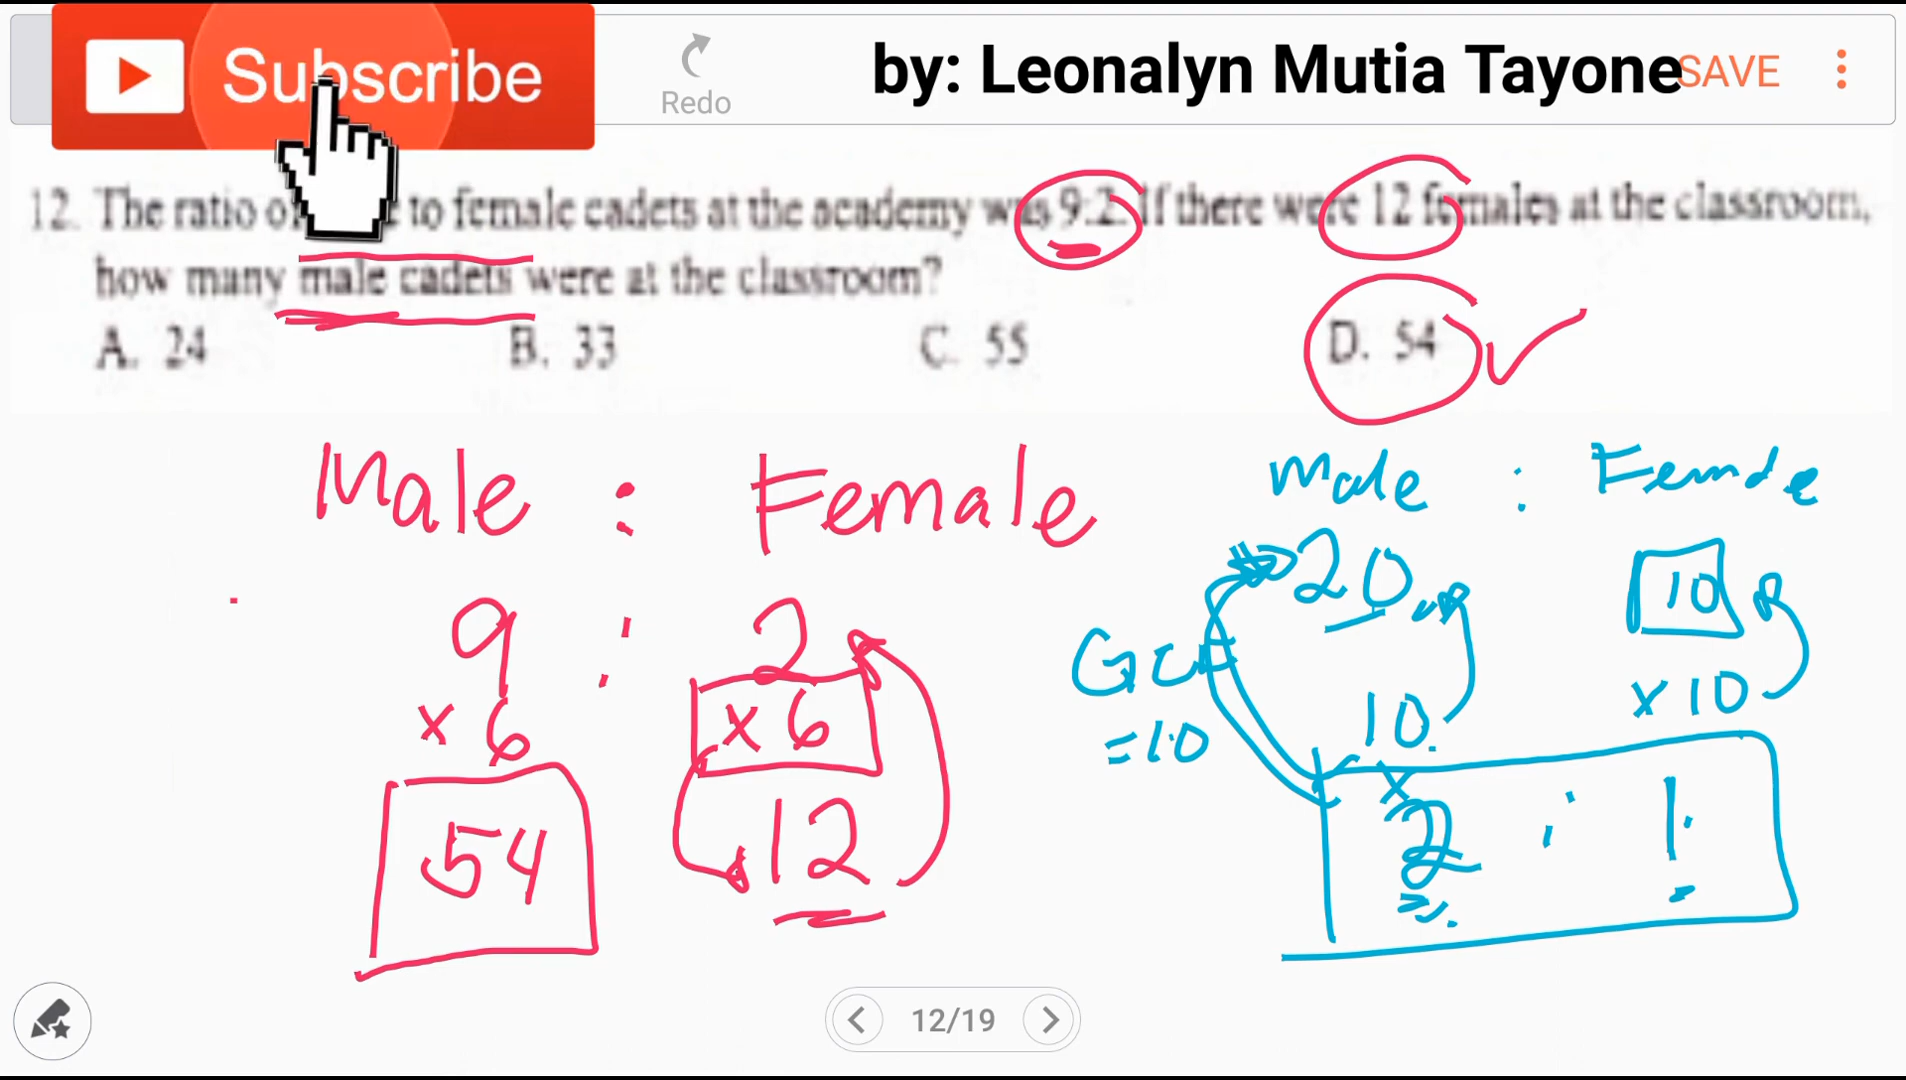 Subscribe
Redo
by: Leonalyn Mutia Tayone
SAVE
12. The ratio of to female cadets at the academy was 9:2. If there were 12 females at the classroom,
how many male cadets were at the classroom?
A. 24 B. 33 C. 55 D. 54
Male : Female
9 : 2
x 6 x 6
54 12
Male : Female
20 10
GCF
=10
10 x 10
x
2 : 1
12/19